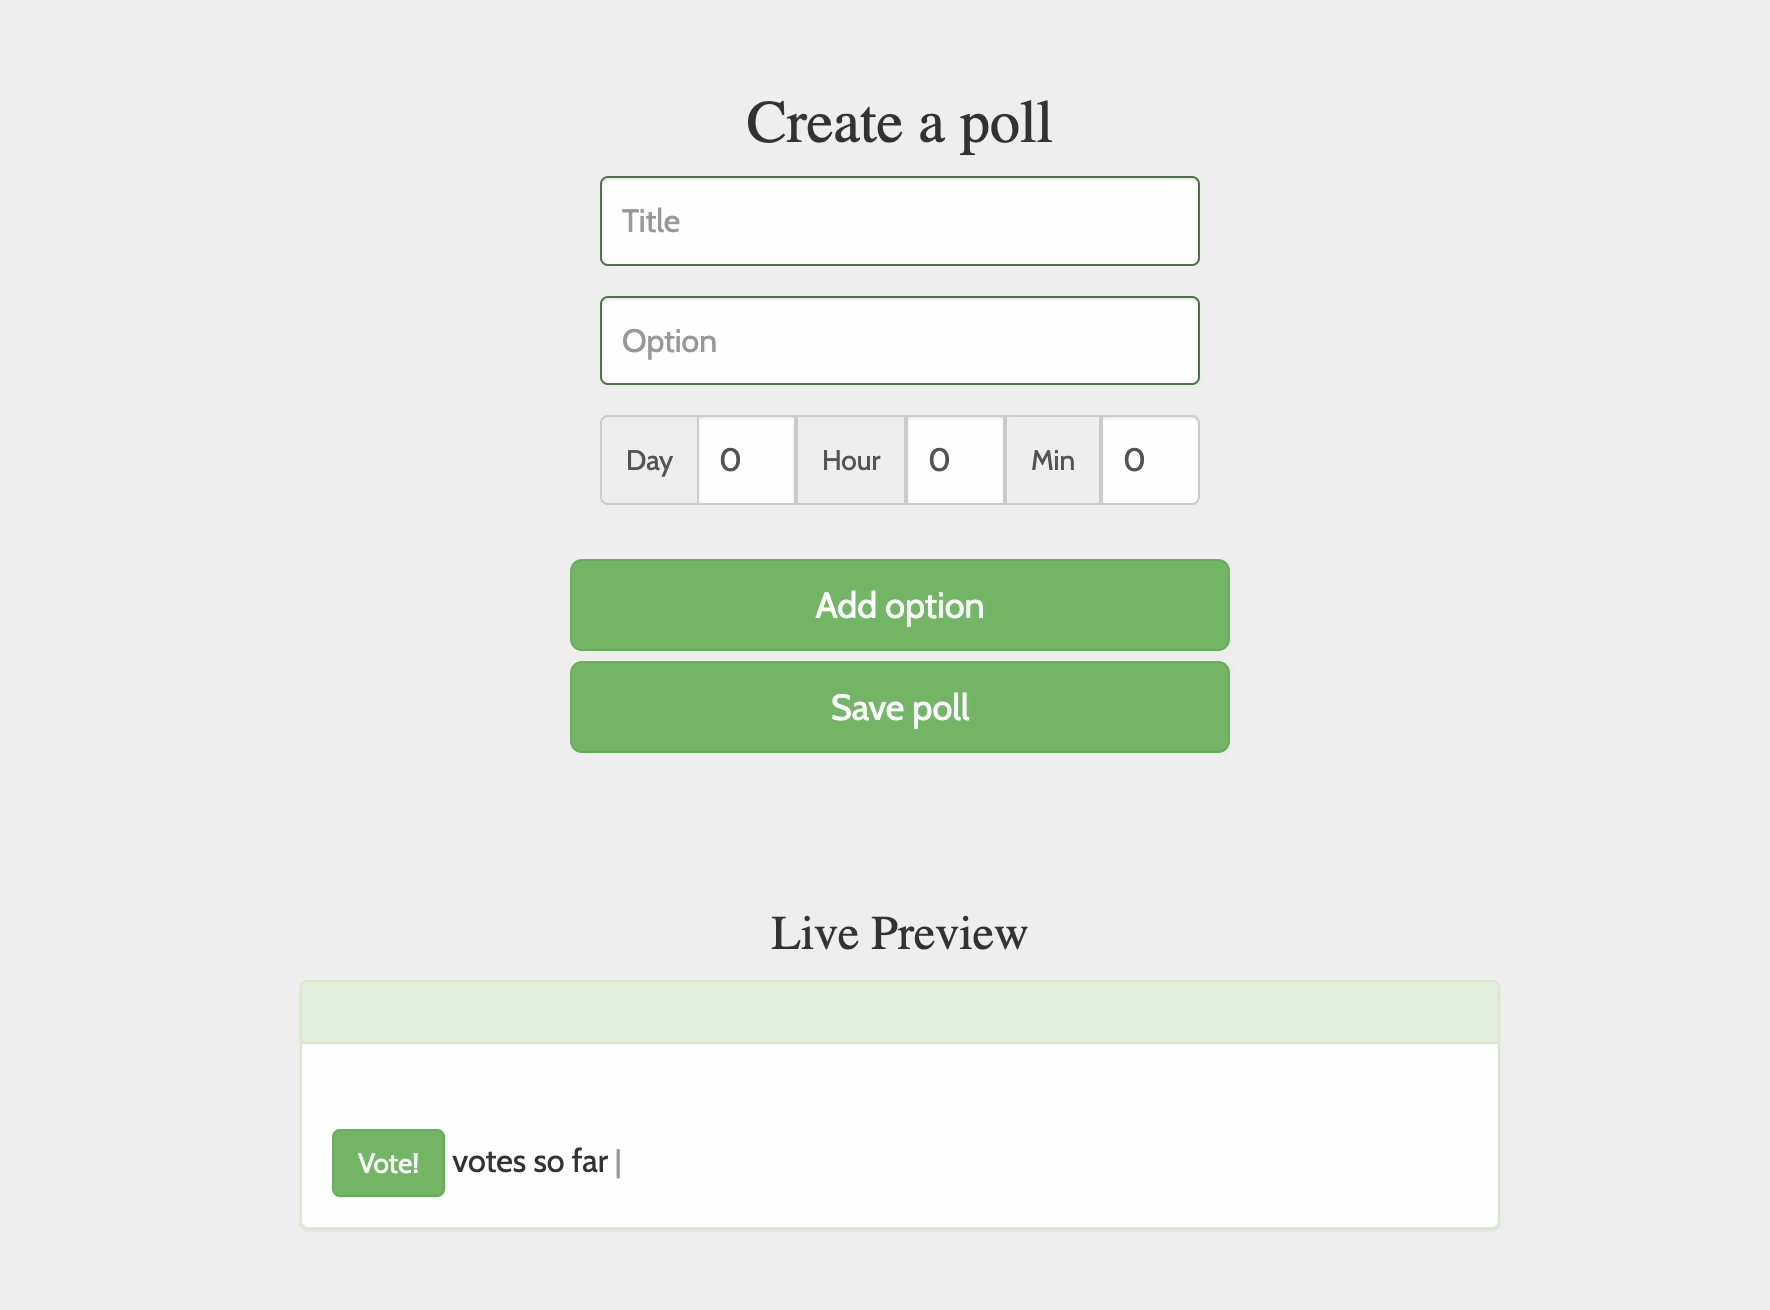 Create a poll
Title
Option
Day 0 Hour 0 Min 0
Add option
Save poll
Live Preview
Vote! votes so far |